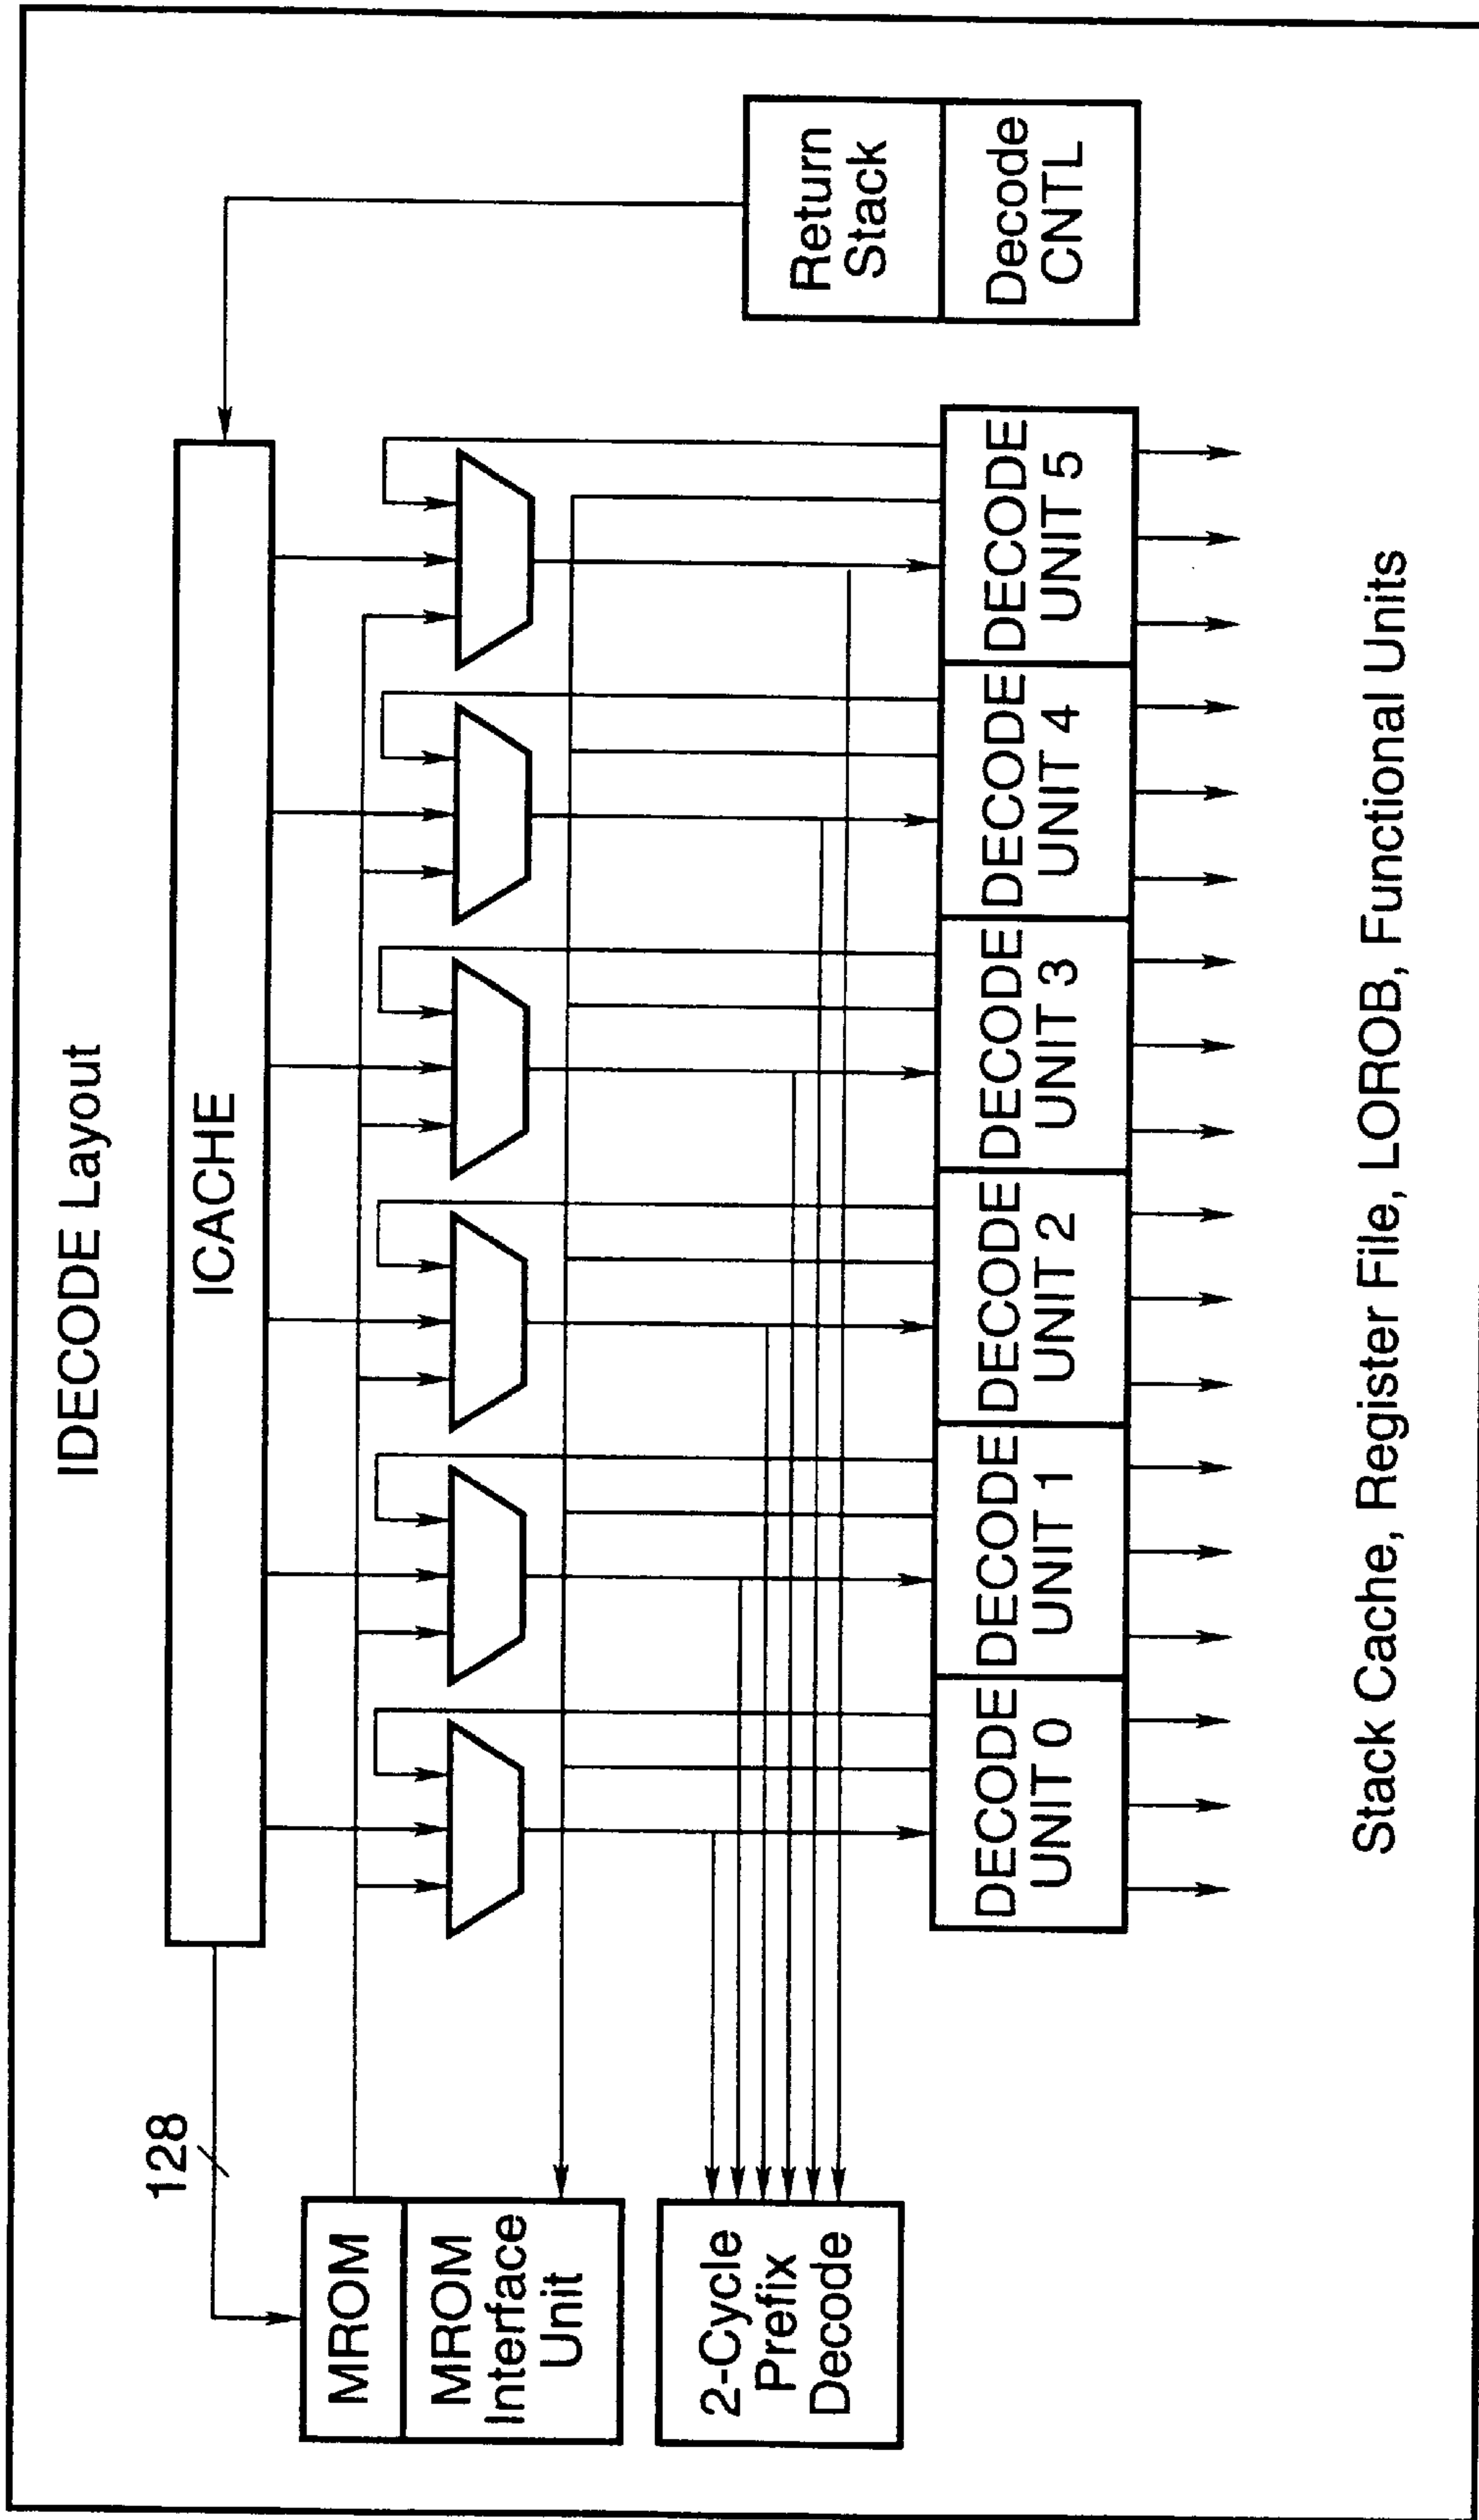 IDECODE Layout
ICACHE
128
MROM
MROM
Interface
Unit
2-Cycle
Prefix
Decode
Return
Stack
Decode
CNTL
DECODE
UNIT 0
DECODE
UNIT 1
DECODE
UNIT 2
DECODE
UNIT 3
DECODE
UNIT 4
DECODE
UNIT 5
Stack Cache, Register File, LOROB, Functional Units